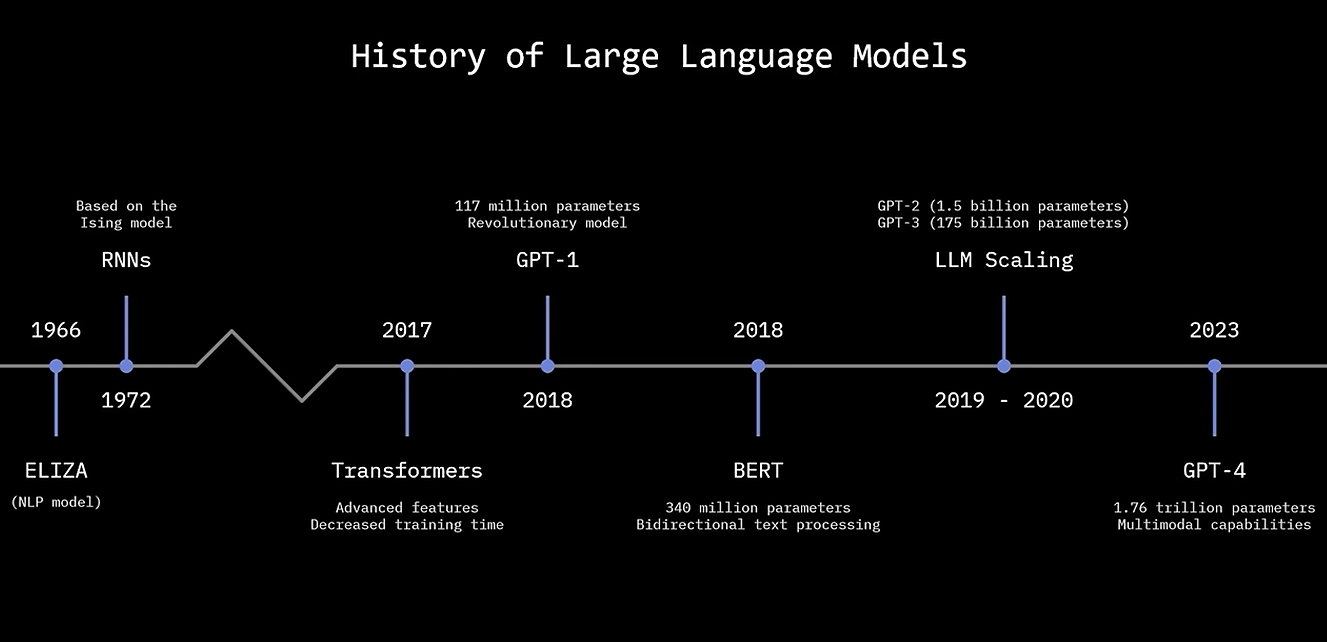 History of Large Language Models
1966
ELIZA
(NLP model)
Based on the
Ising model
RNNs
1972
2017
Transformers
Advanced features
Decreased training time
117 million parameters
Revolutionary model
GPT-1
2018
2018
BERT
340 million parameters
Bidirectional text processing
GPT-2 (1.5 billion parameters)
GPT-3 (175 billion parameters)
LLM Scaling
2019 - 2020
2023
GPT-4
1.76 trillion parameters
Multimodal capabilities